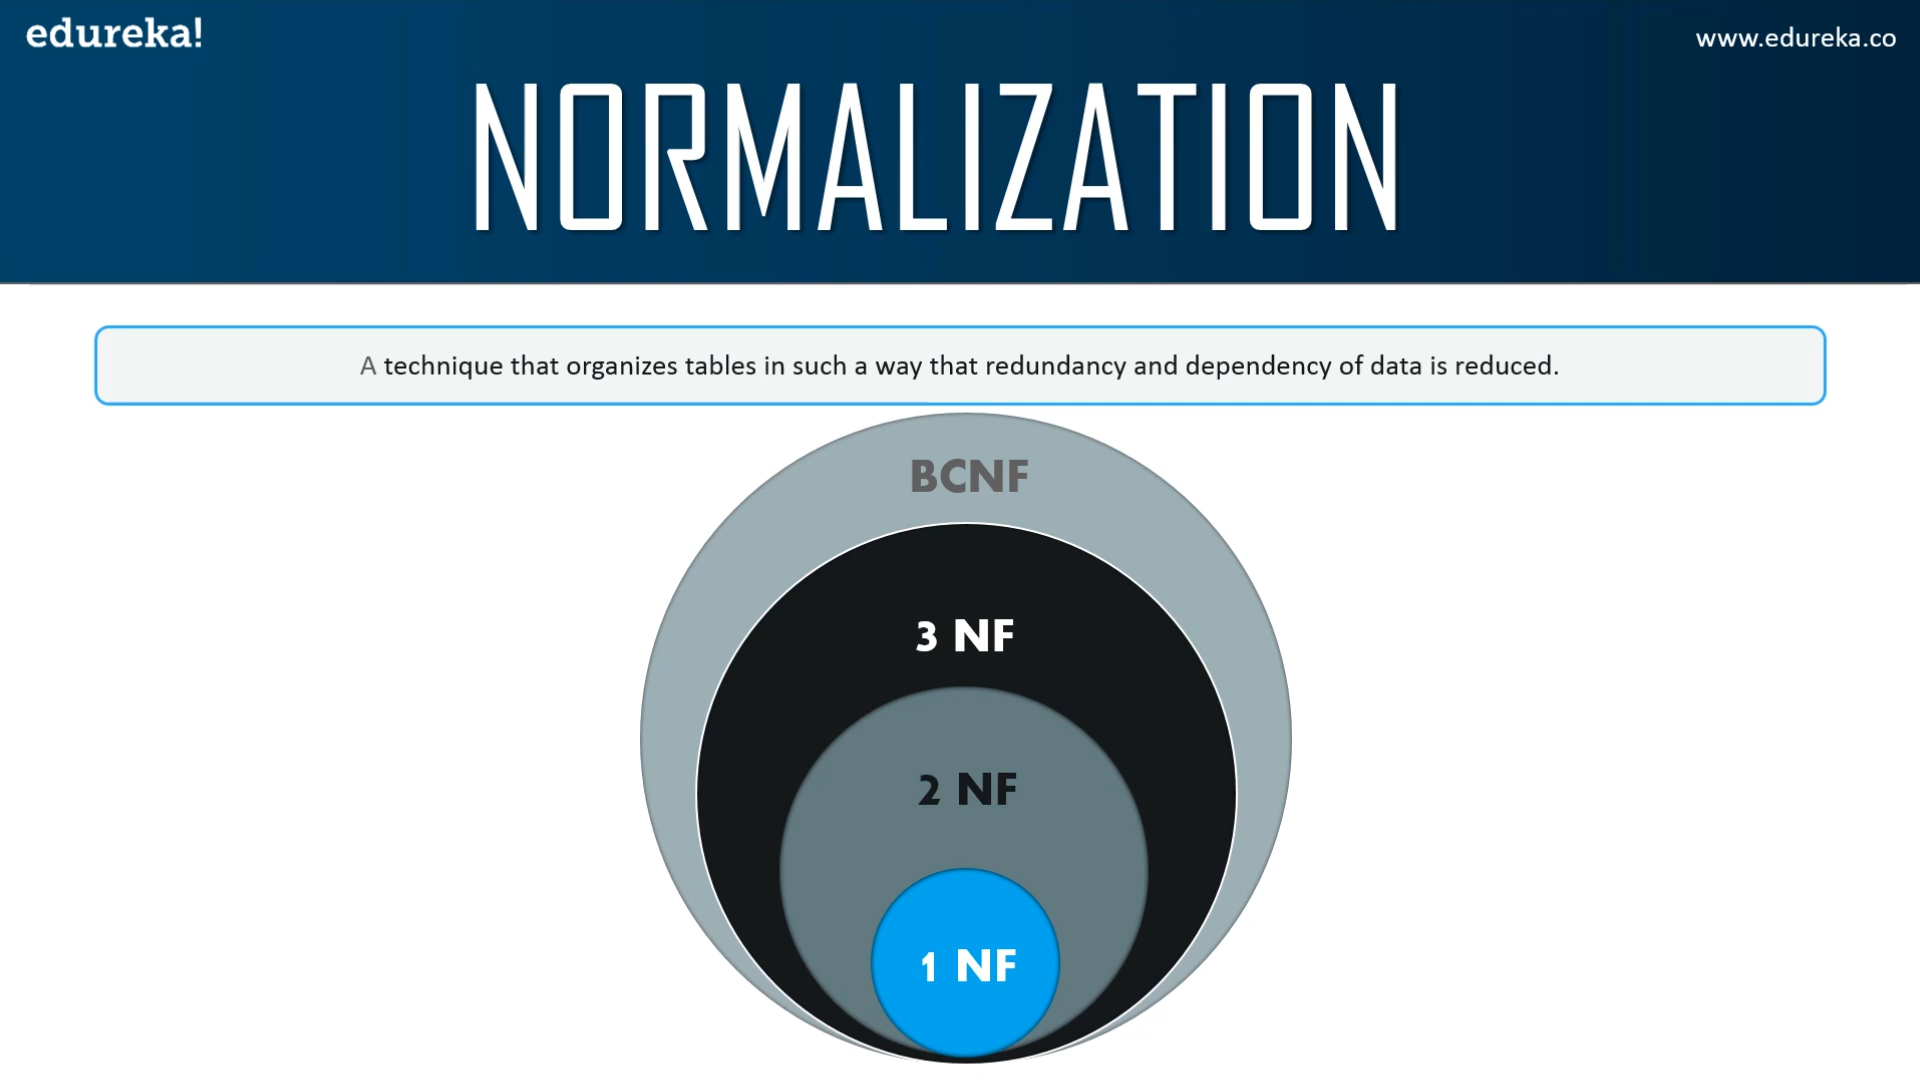 edureka!
www.edureka.co
NORMALIZATION
A technique that organizes tables in such a way that redundancy and dependency of data is reduced.
BCNF
3 NF
2 NF
1 NF